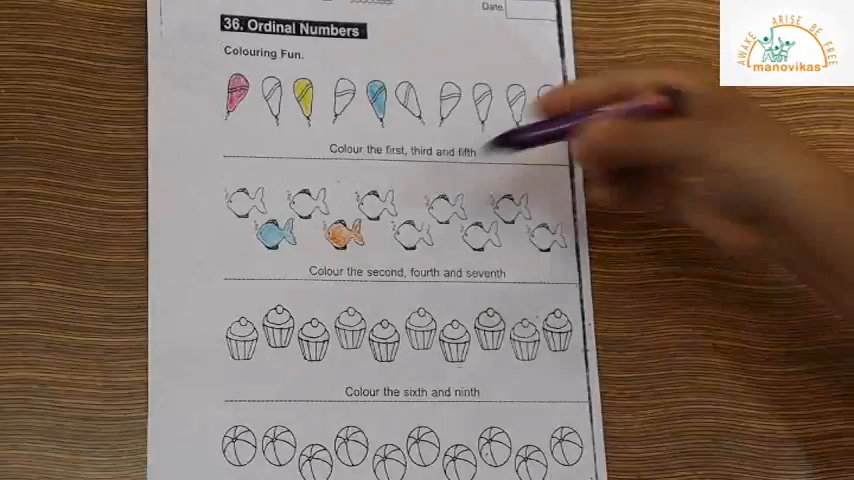 Date
36. Ordinal Numbers
Colouring Fun.
Colour the first, third and fifth
Colour the second, fourth and seventh
Colour the sixth and ninth
AWAKE ARISE BE FREE
manovikas